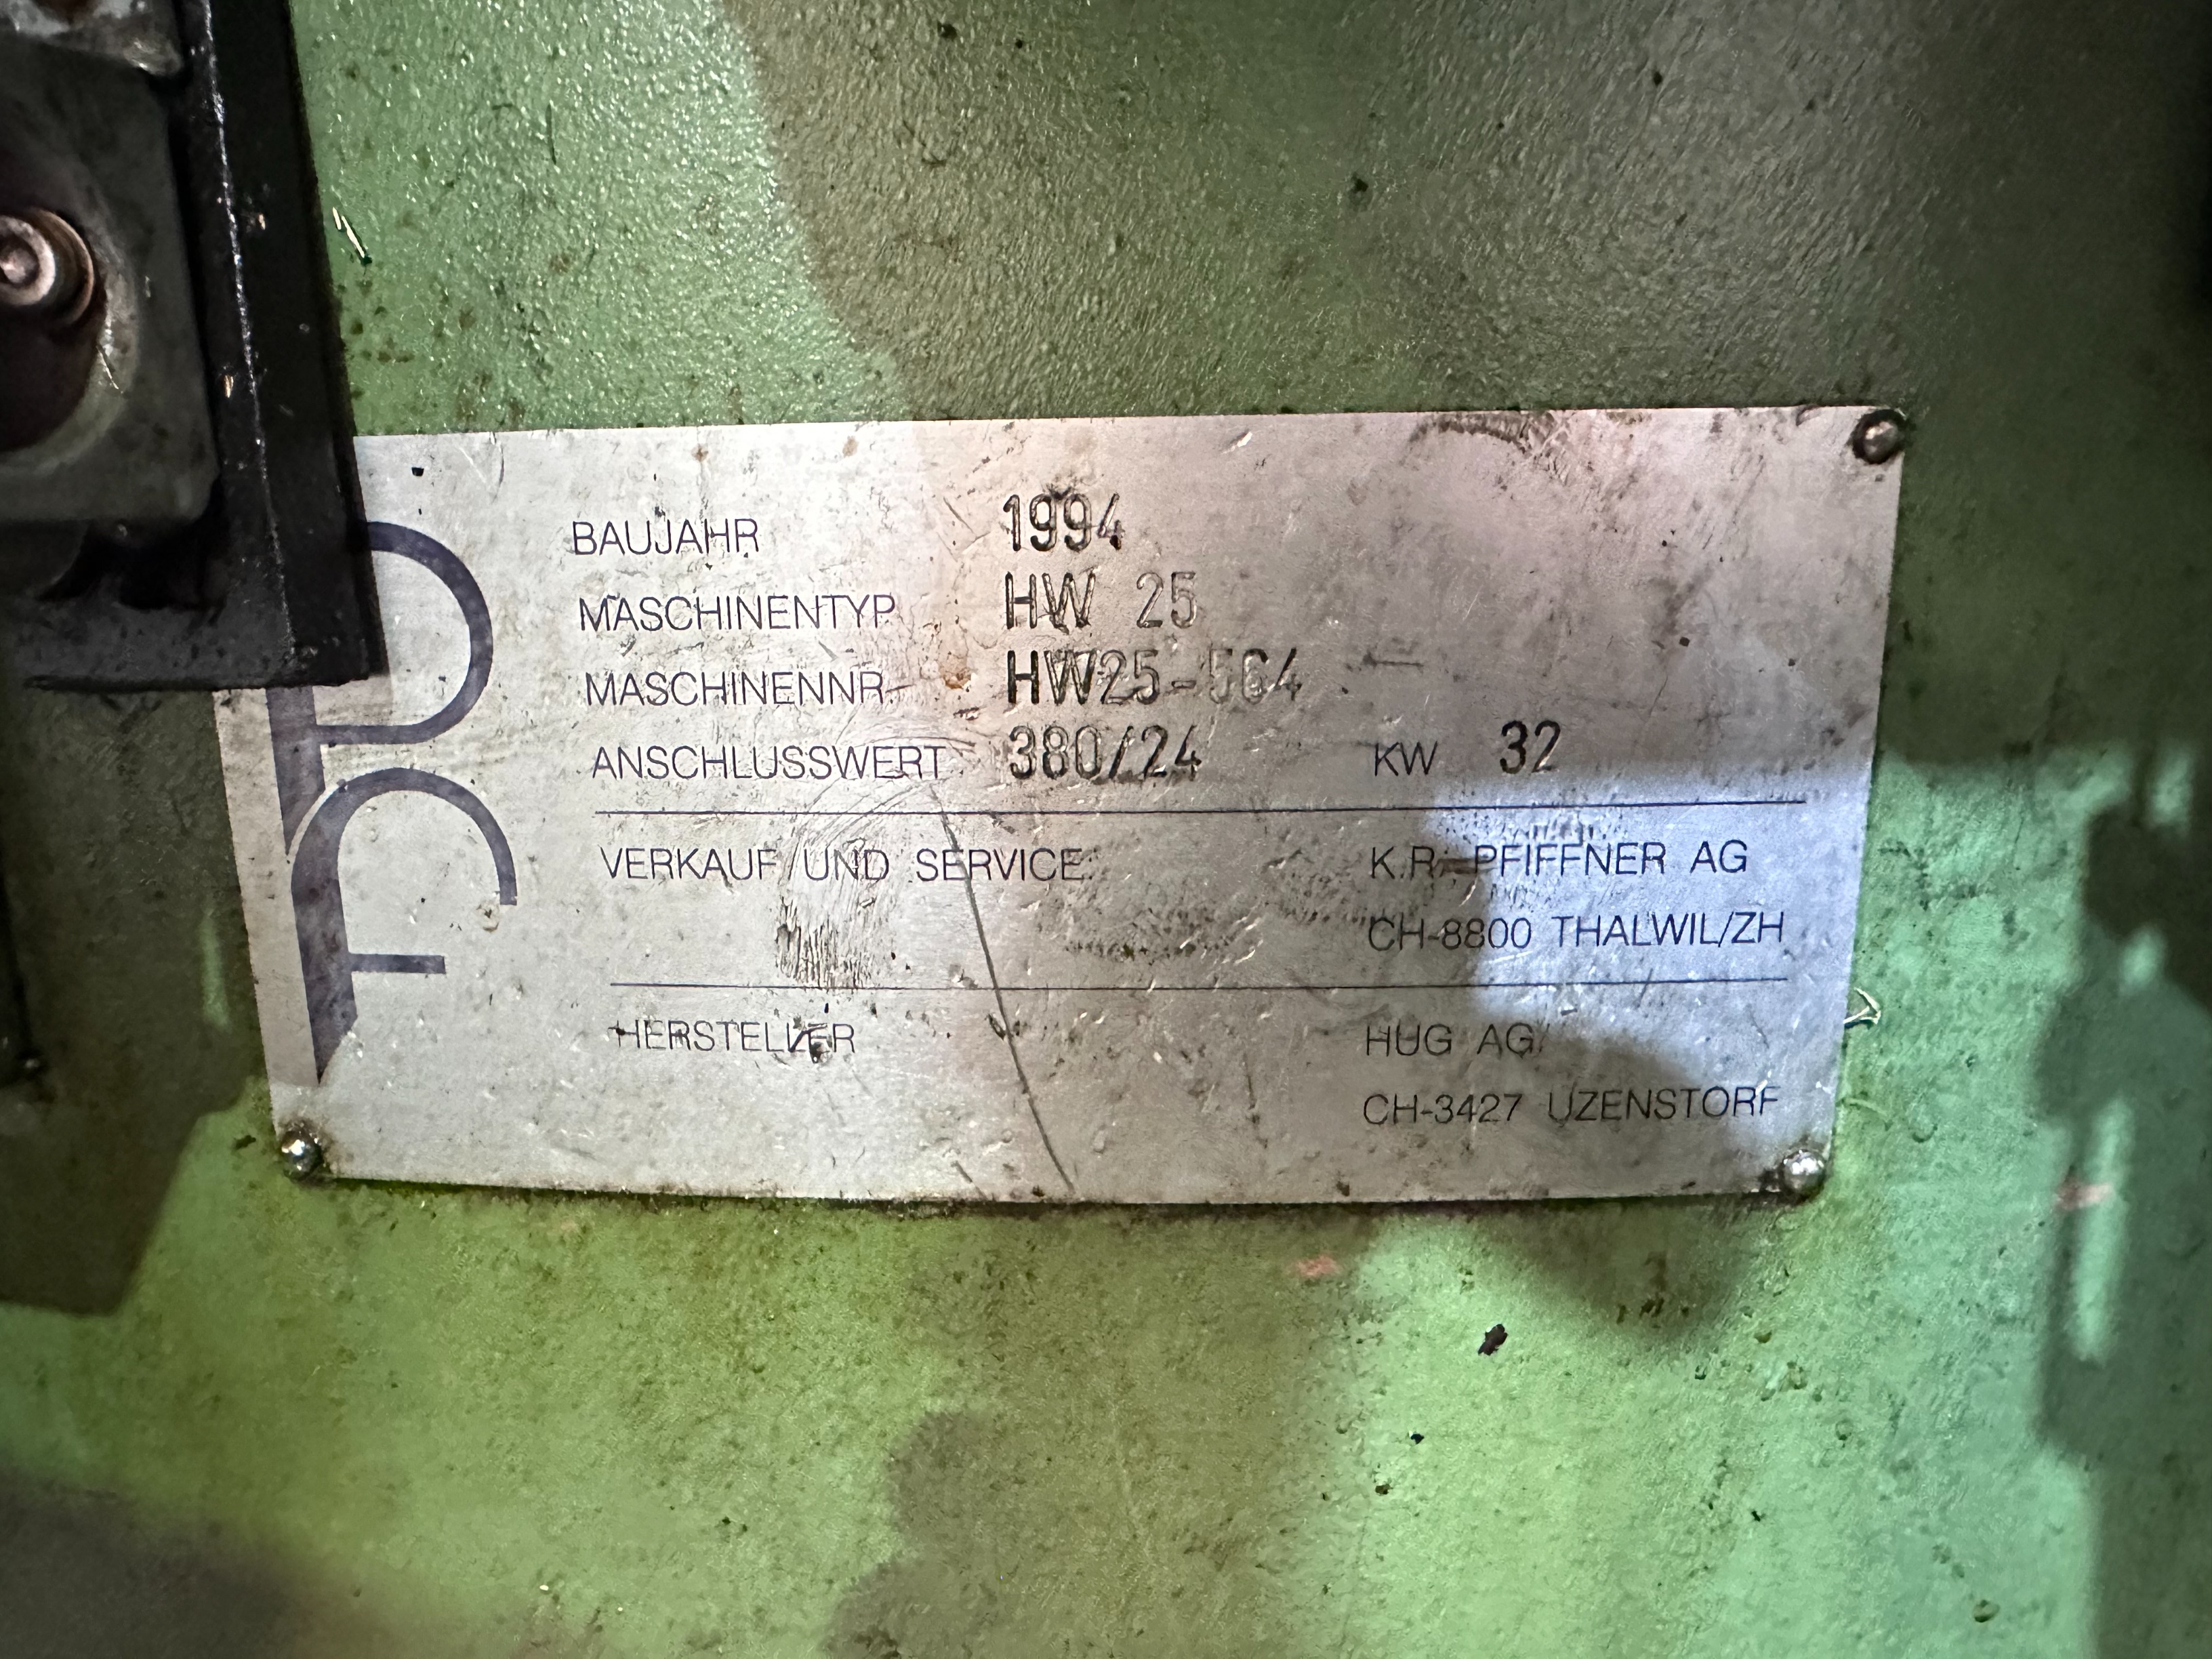 BAUJAHR 1994
MASCHINENTYP HW 25
MASCHINENNR. HW25-564
ANSCHLUSSWERT 380/24 KW 32
VERKAUF UND SERVICE: K.R. PFIFFNER AG
CH-8800 THALWIL/ZH
HERSTELLER HUG AG
CH-3427 UZENSTORF